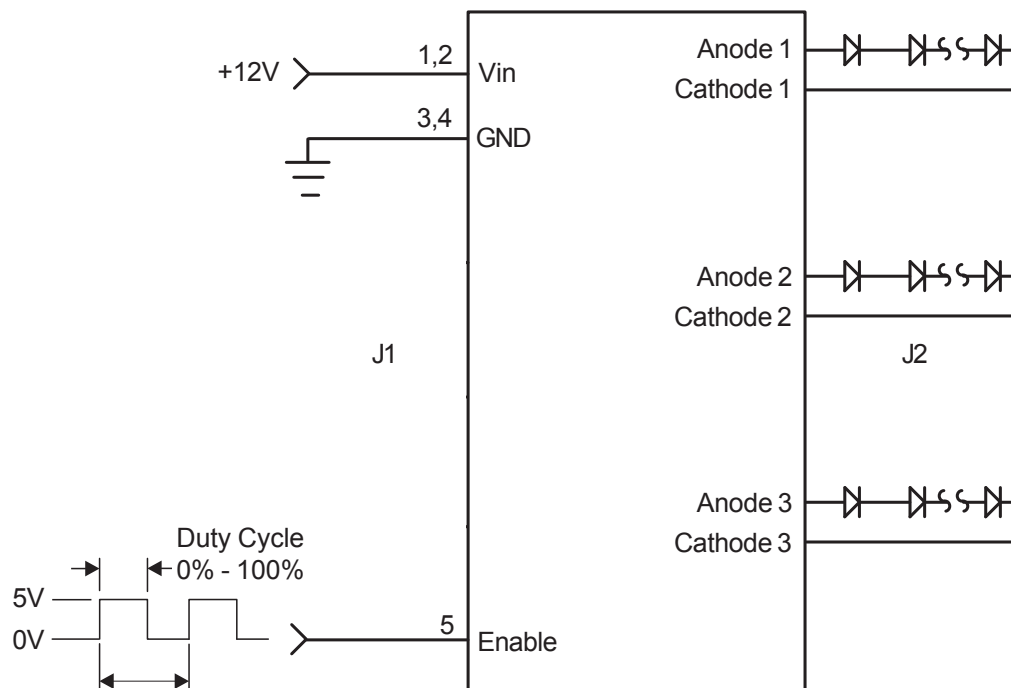 +12V
1,2
Vin
3,4
GND
J1
Duty Cycle
0% - 100%
5V
0V
5
Enable
Anode 1
Cathode 1
Anode 2
Cathode 2
J2
Anode 3
Cathode 3